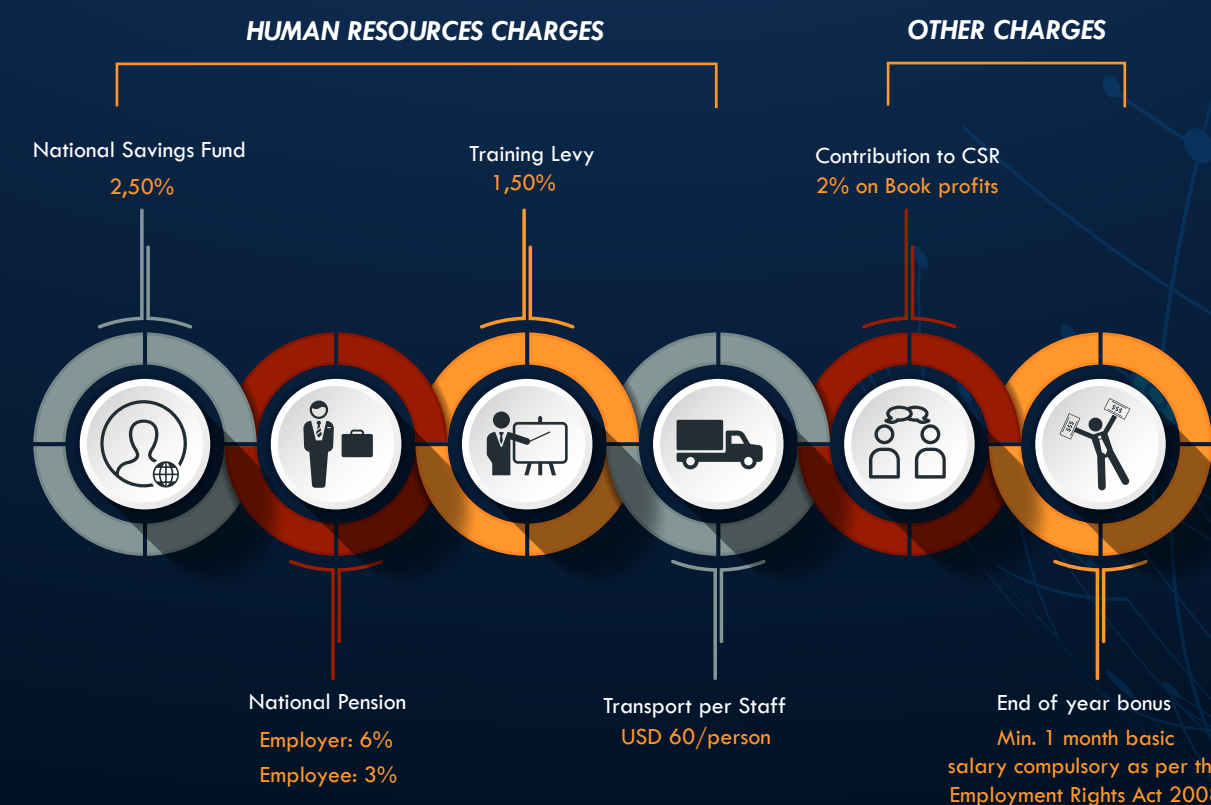 HUMAN RESOURCES CHARGES
OTHER CHARGES
National Savings Fund
2,50%
Training Levy
1,50%
Contribution to CSR
2% on Book profits
National Pension
Employer: 6%
Employee: 3%
Transport per Staff
USD 60/person
End of year bonus
Min. 1 month basic
salary compulsory as per
Employment Rights Act
$$$
$$$